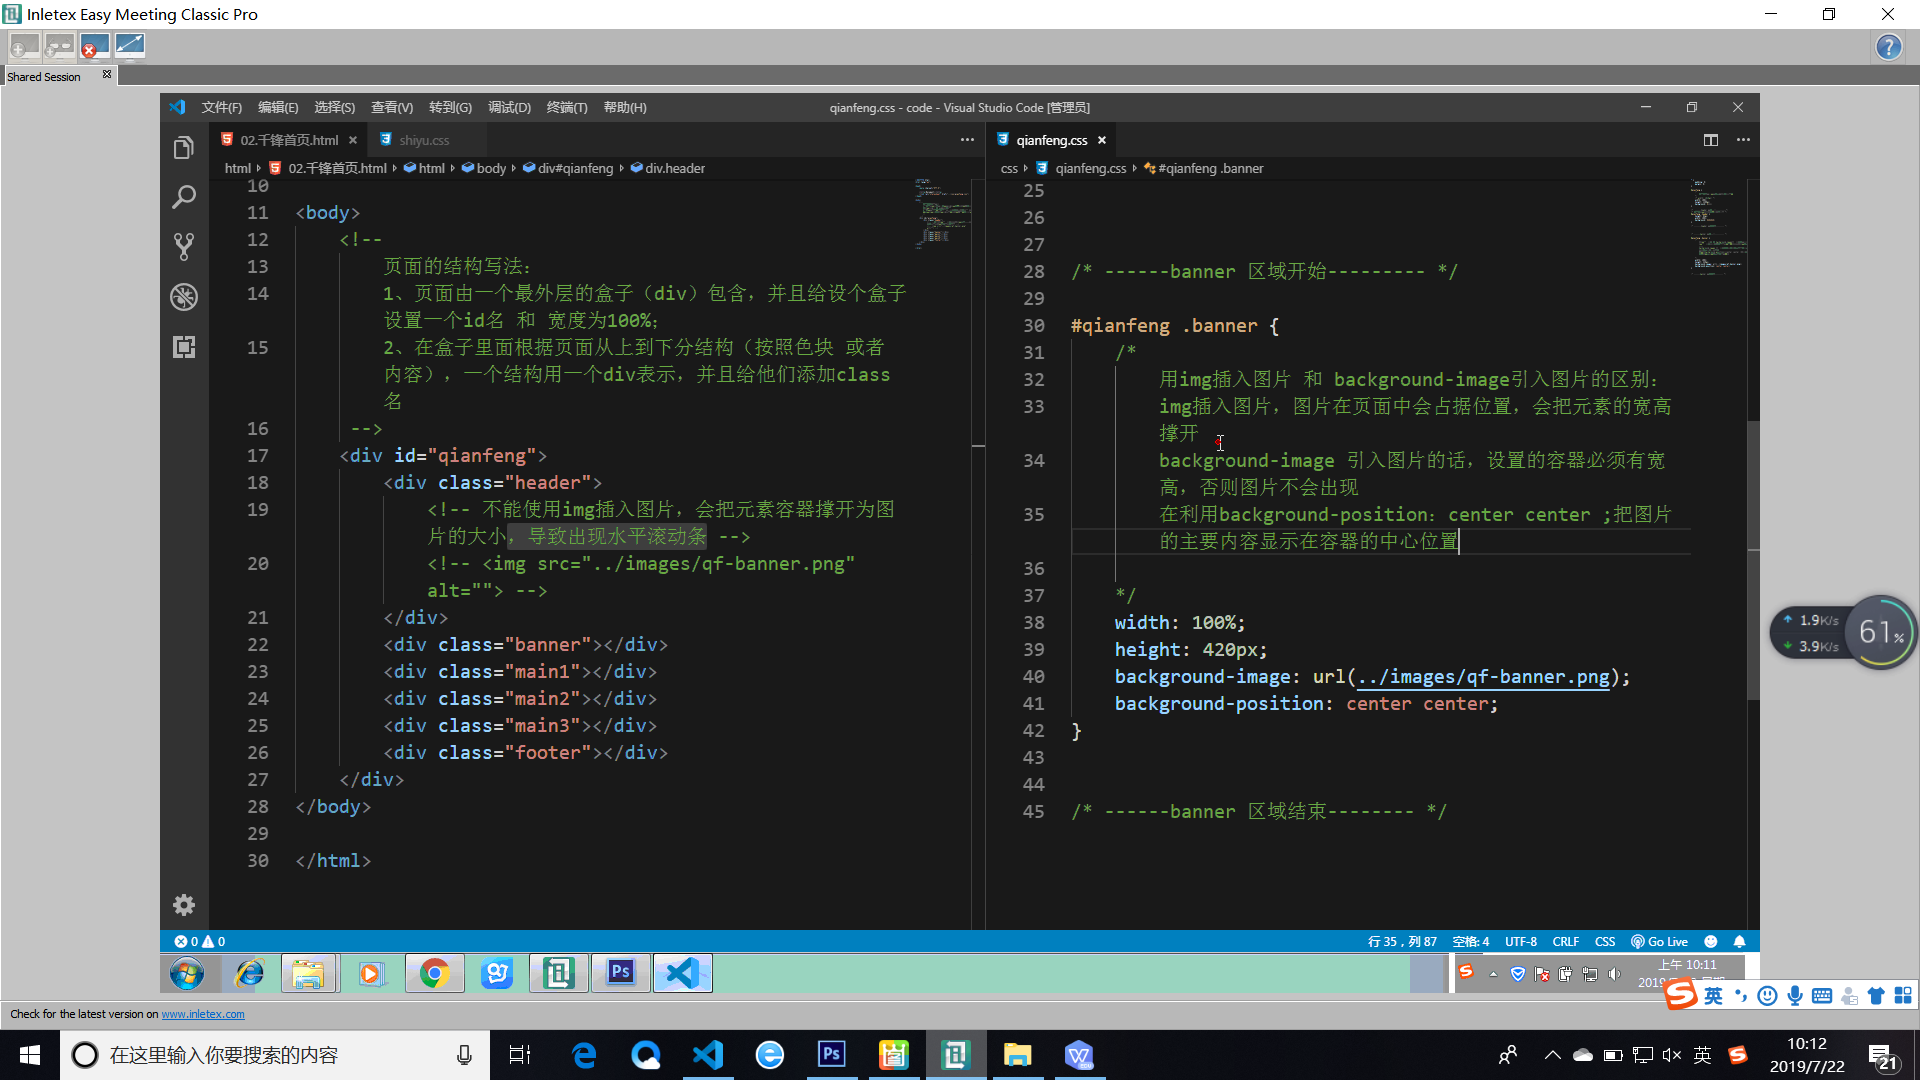 Inletex Easy Meeting Classic Pro
Shared Session
文件(F) 编辑(E) 选择(S) 查看(V) 转到(G) 调试(D) 终端(T) 帮助(H)
qianfeng.css - code - Visual Studio Code [管理员]
02.千锋首页.html
shiyu.css
html 02.千锋首页.html html body div#qianfeng div.header
10
11 <body>
12 <!--
13 页面的结构写法：
14 1、页面由一个最外层的盒子（div）包含，并且给设个盒子
设置一个id名 和 宽度为100%；
15 2、在盒子里面根据页面从上到下分结构（按照色块 或者
内容），一个结构用一个div表示，并且给他们添加class
名
16 -->
17 <div id="qianfeng">
18 <div class="header">
19 <!-- 不能使用img插入图片，会把元素容器撑开为图
片的大小，导致出现水平滚动条 -->
20 <!-- <img src="../images/qf-banner.png"
alt=""> -->
21 </div>
22 <div class="banner"></div>
23 <div class="main1"></div>
24 <div class="main2"></div>
25 <div class="main3"></div>
26 <div class="footer"></div>
27 </div>
28 </body>
29
30 </html>
qianfeng.css
css qianfeng.css #qianfeng .banner
25
26
27
28 /* ------banner 区域开始--------- */
29
30 #qianfeng .banner {
31 /*
32 用img插入图片 和 background-image引入图片的区别：
33 img插入图片，图片在页面中会占据位置，会把元素的宽高
撑开
34 background-image 引入图片的话，设置的容器必须有宽
高，否则图片不会出现
35 在利用background-position：center center ;把图片
的主要内容显示在容器的中心位置
36
37 */
38 width: 100%;
39 height: 420px;
40 background-image: url(../images/qf-banner.png);
41 background-position: center center;
42 }
43
44
45 /* ------banner 区域结束-------- */
1.9K/s
3.9K/s
61%
0 0
行 35，列 87 空格: 4 UTF-8 CRLF CSS Go Live
Ps
上午 10:11
英
Check for the latest version on www.inletex.com
在这里输入你要搜索的内容
Ps
英
10:12
2019/7/22
21